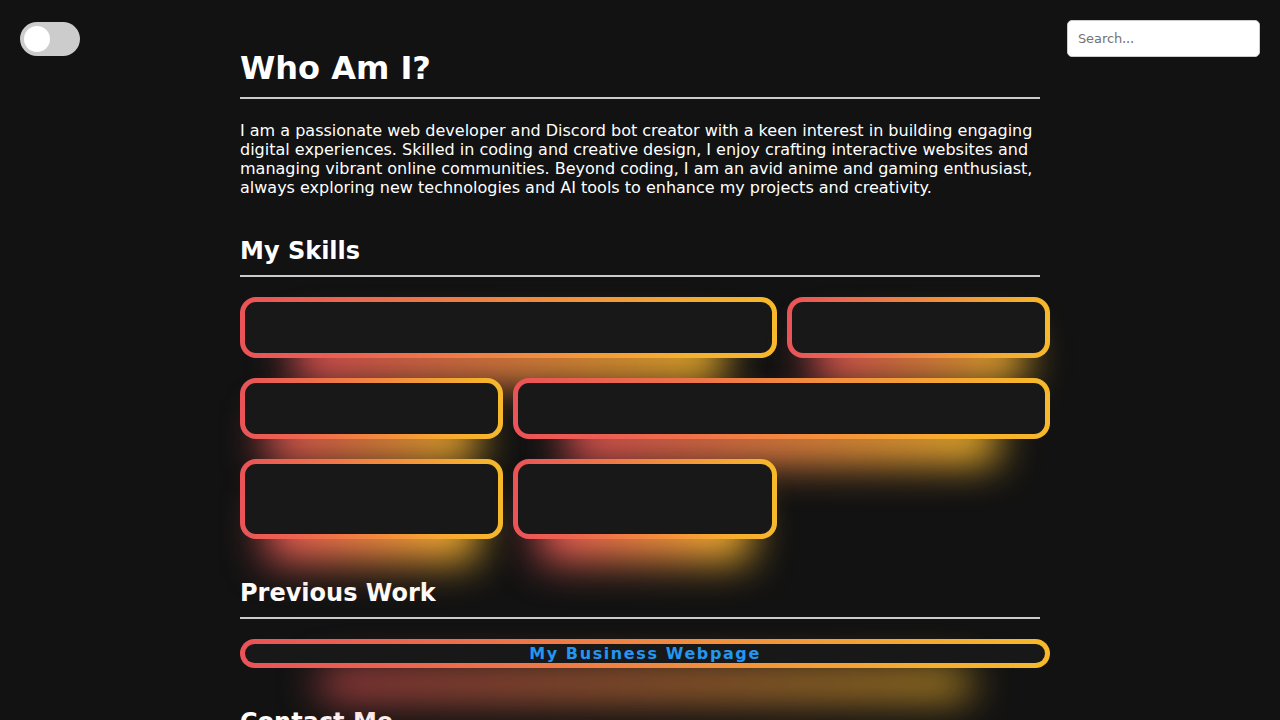 Search...
Who Am I?
I am a passionate web developer and Discord bot creator with a keen interest in building engaging
digital experiences. Skilled in coding and creative design, I enjoy crafting interactive websites and
managing vibrant online communities. Beyond coding, I am an avid anime and gaming enthusiast,
always exploring new technologies and AI tools to enhance my projects and creativity.
My Skills
Previous Work
My Business Webpage
Contact Me